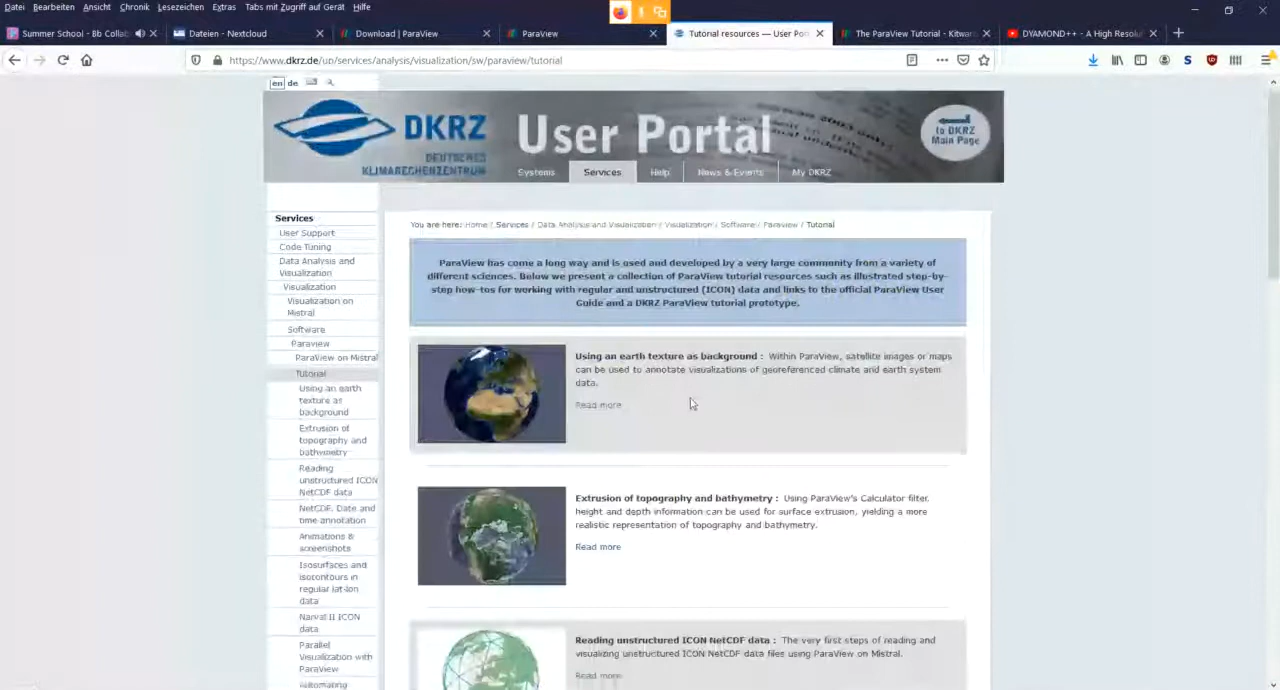 Datei Bearbeiten Ansicht Chronik Lesezeichen Extras Tabs mit Zugriff auf Gerät Hilfe
Summer School - Bb Collab
Dateien - Nextcloud
Download | ParaView
ParaView
Tutorial resources — User Por
The ParaView Tutorial - Kitwar
DYAMOND++ - A High Resolu
https://www.dkrz.de/up/services/analysis/visualization/sw/paraview/tutorial
en de
DKRZ
DEUTSCHES
KLIMARECHENZENTRUM
User Portal
to DKRZ
Main Page
Systems Services Help News & Events My DKRZ
Services
User Support
Code Tuning
Data Analysis and
Visualization
Visualization
Visualization on
Mistral
Software
Paraview
ParaView on Mistral
Tutorial
Using an earth
texture as
background
Extrusion of
topography and
bathymetry
Reading
unstructured ICON
NetCDF data
NetCDF, Date and
time annotation
Animations &
screenshots
Isosurfaces and
isocontours in
regular lat-lon
data
Narval II ICON
data
Parallel
Visualization with
ParaView
Automating
You are here: Home / Services / Data Analysis and Visualization / Visualization / Software / Paraview / Tutorial
ParaView has come a long way and is used and developed by a very large community from a variety of
different sciences. Below we present a collection of ParaView tutorial resources such as illustrated step-by-
step how-tos for working with regular and unstructured (ICON) data and links to the official ParaView User
Guide and a DKRZ ParaView tutorial prototype.
Using an earth texture as background : Within ParaView, satellite images or maps
can be used to annotate visualizations of georeferenced climate and earth system
data.
Read more
Extrusion of topography and bathymetry : Using ParaView's Calculator filter,
height and depth information can be used for surface extrusion, yielding a more
realistic representation of topography and bathymetry.
Read more
Reading unstructured ICON NetCDF data : The very first steps of reading and
visualizing unstructured ICON NetCDF data files using ParaView on Mistral.
Read more